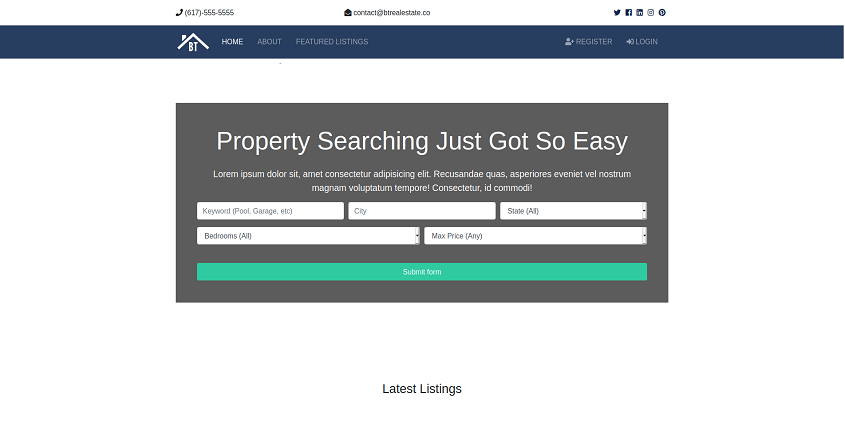 (617)-555-5555
contact@btrealestate.co
BT
HOME
ABOUT
FEATURED LISTINGS
REGISTER
LOGIN
Property Searching Just Got So Easy
Lorem ipsum dolor sit, amet consectetur adipisicing elit. Recusandae quas, asperiores eveniet vel nostrum
magnam voluptatum tempore! Consectetur, id commodi!
Keyword (Pool, Garage, etc)
City
State (All)
Bedrooms (All)
Max Price (Any)
Submit form
Latest Listings